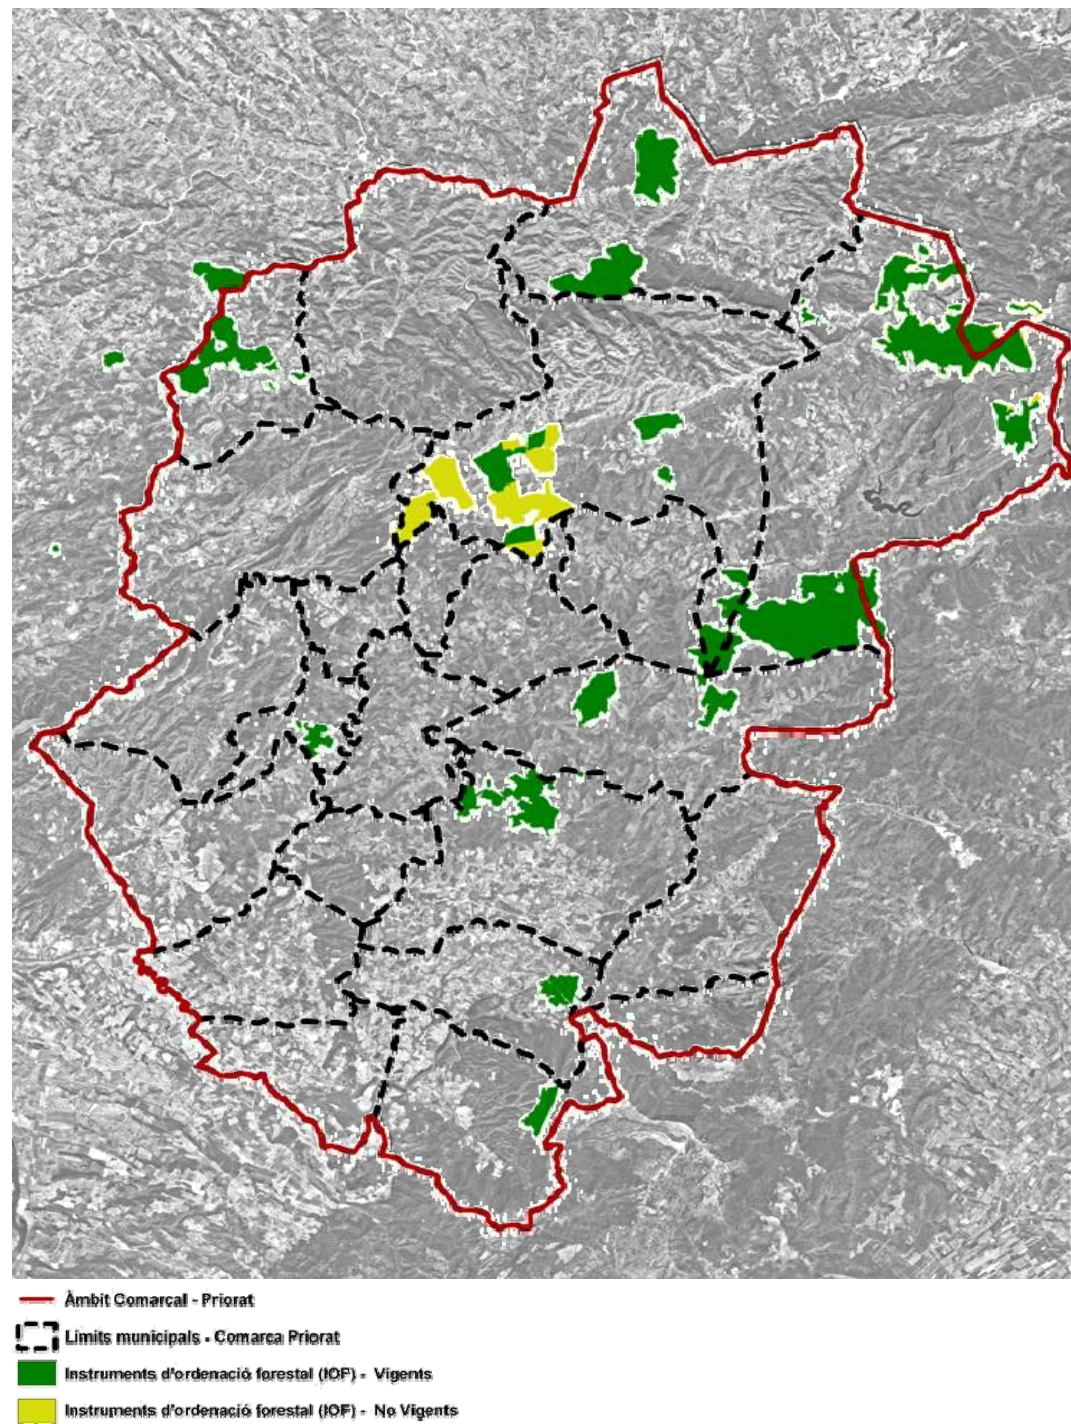 Àmbit Comarcal - Priorat
Límits municipals - Comarca Priorat
Instruments d'ordenació forestal (IOF) - Vigents
Instruments d'ordenació forestal (IOF) - No Vigents